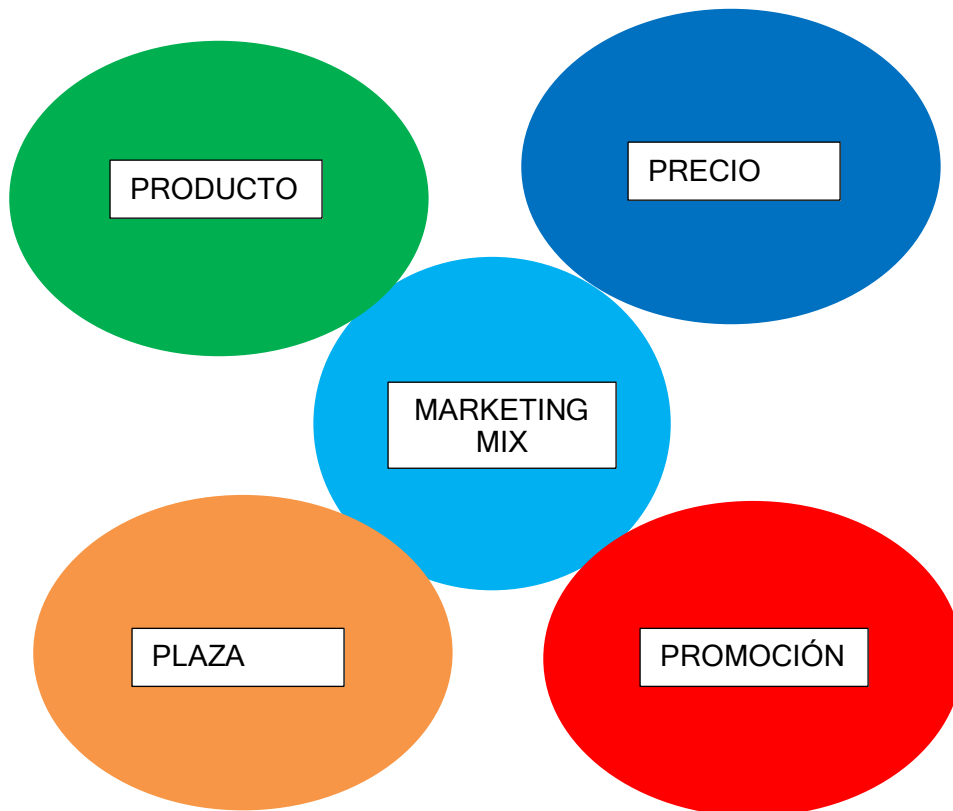 PRODUCTO
PRECIO
MARKETING
MIX
PLAZA
PROMOCIÓN